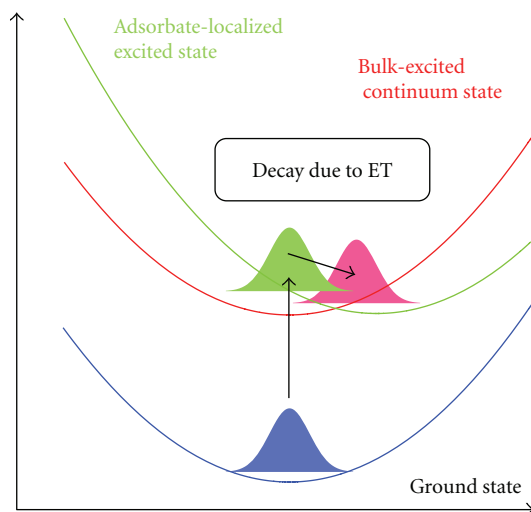 Adsorbate-localized
excited state
Bulk-excited
continuum state
Decay due to ET
Ground state